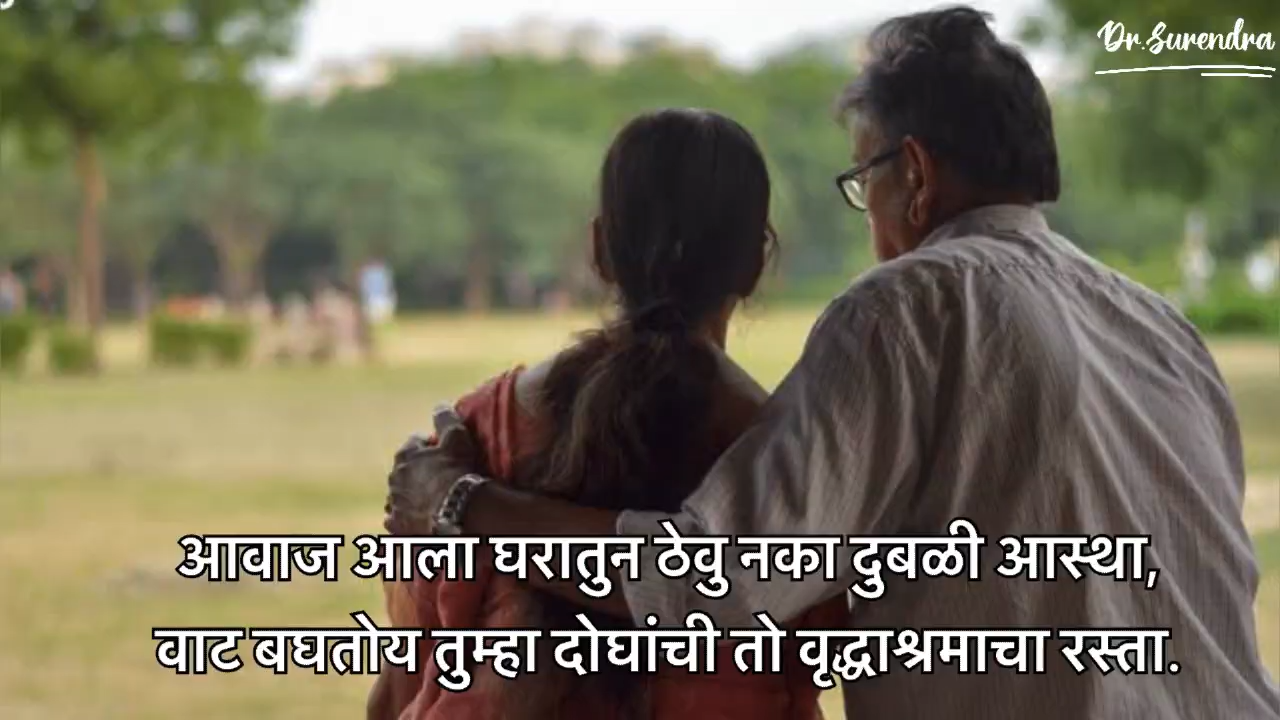 Dr.Surendra
आवाज आला घरातुन ठेवु नका दुबळी आस्था,
वाट बघतोय तुम्हा दोघांची तो वृद्धाश्रमाचा रस्ता.